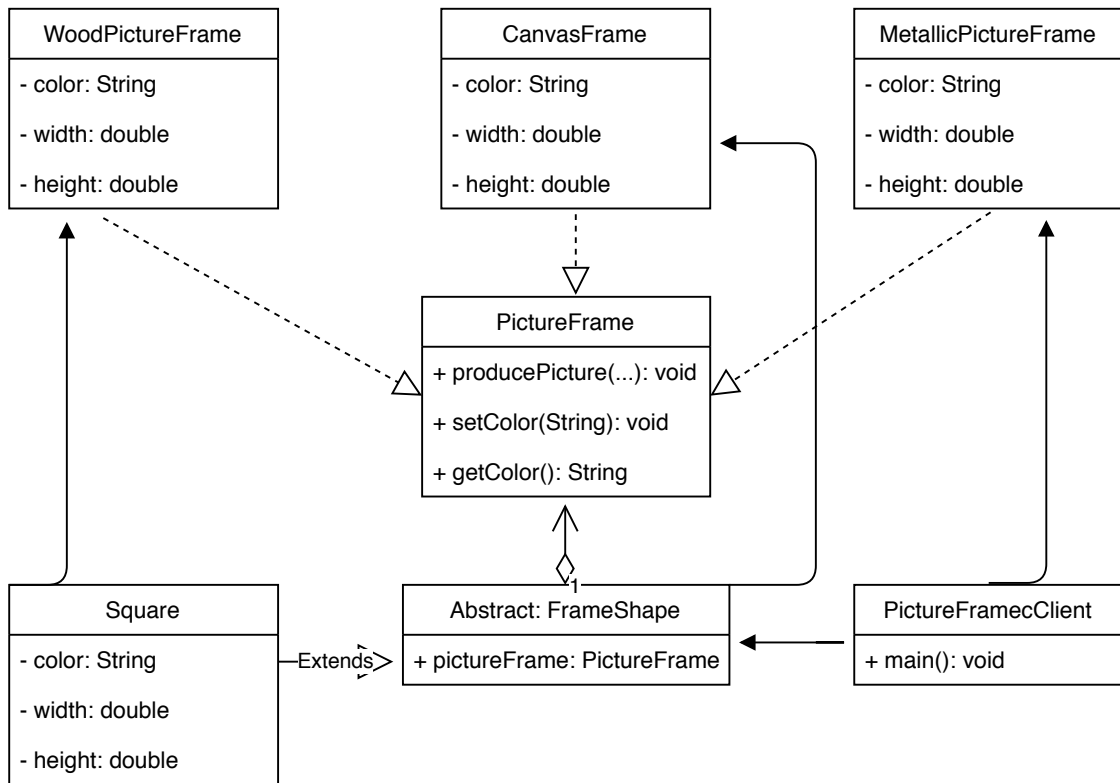 WoodPictureFrame
- color: String
- width: double
- height: double
CanvasFrame
- color: String
- width: double
- height: double
MetallicPictureFrame
- color: String
- width: double
- height: double
PictureFrame
+ producePicture(...): void
+ setColor(String): void
+ getColor(): String
1
Square
- color: String
- width: double
- height: double
Extends
Abstract: FrameShape
+ pictureFrame: PictureFrame
PictureFramecClient
+ main(): void